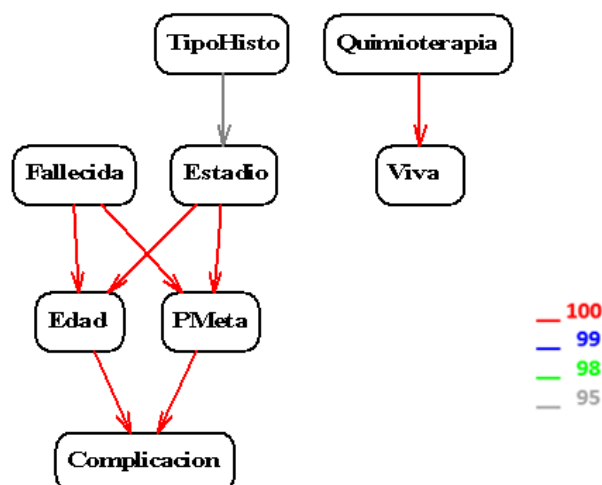 TipoHisto
Quimioterapia
Fallecida
Estadio
Viva
Edad
PMeta
100
99
98
95
Complicacion